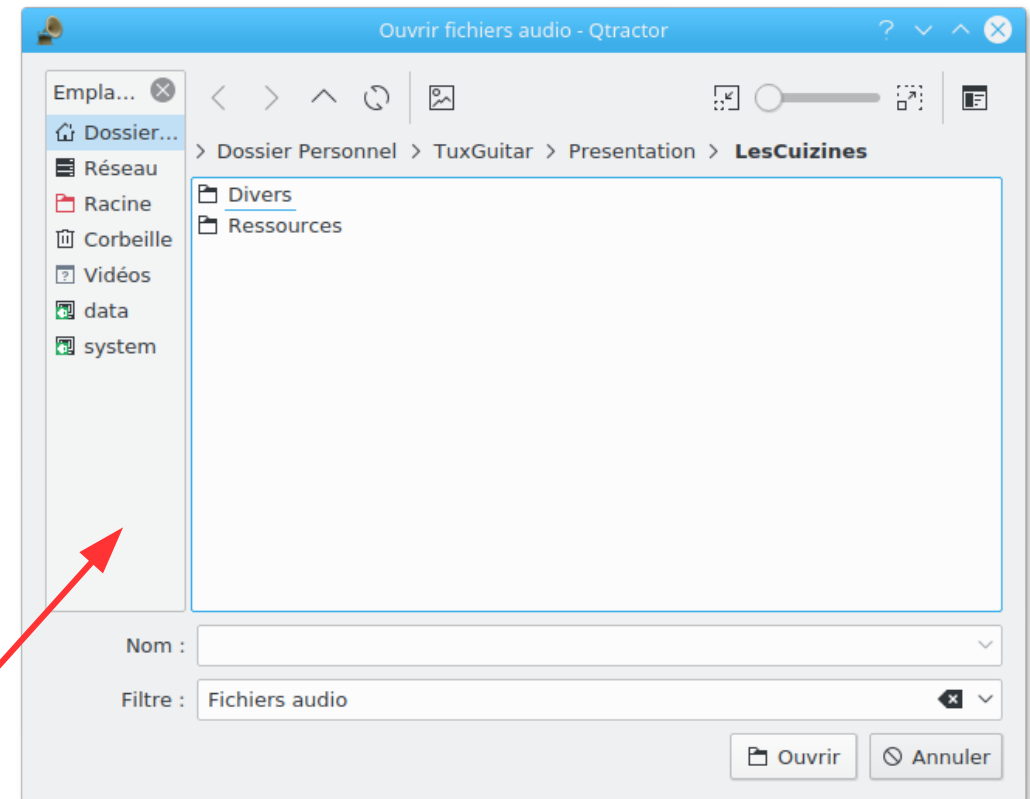 Ouvrir fichiers audio - Qtractor
Empla...
Dossier...
Réseau
Racine
Corbeille
Vidéos
data
system
> Dossier Personnel > TuxGuitar > Presentation > LesCuizines
Divers
Ressources
Nom :
Filtre : Fichiers audio
Ouvrir Annuler